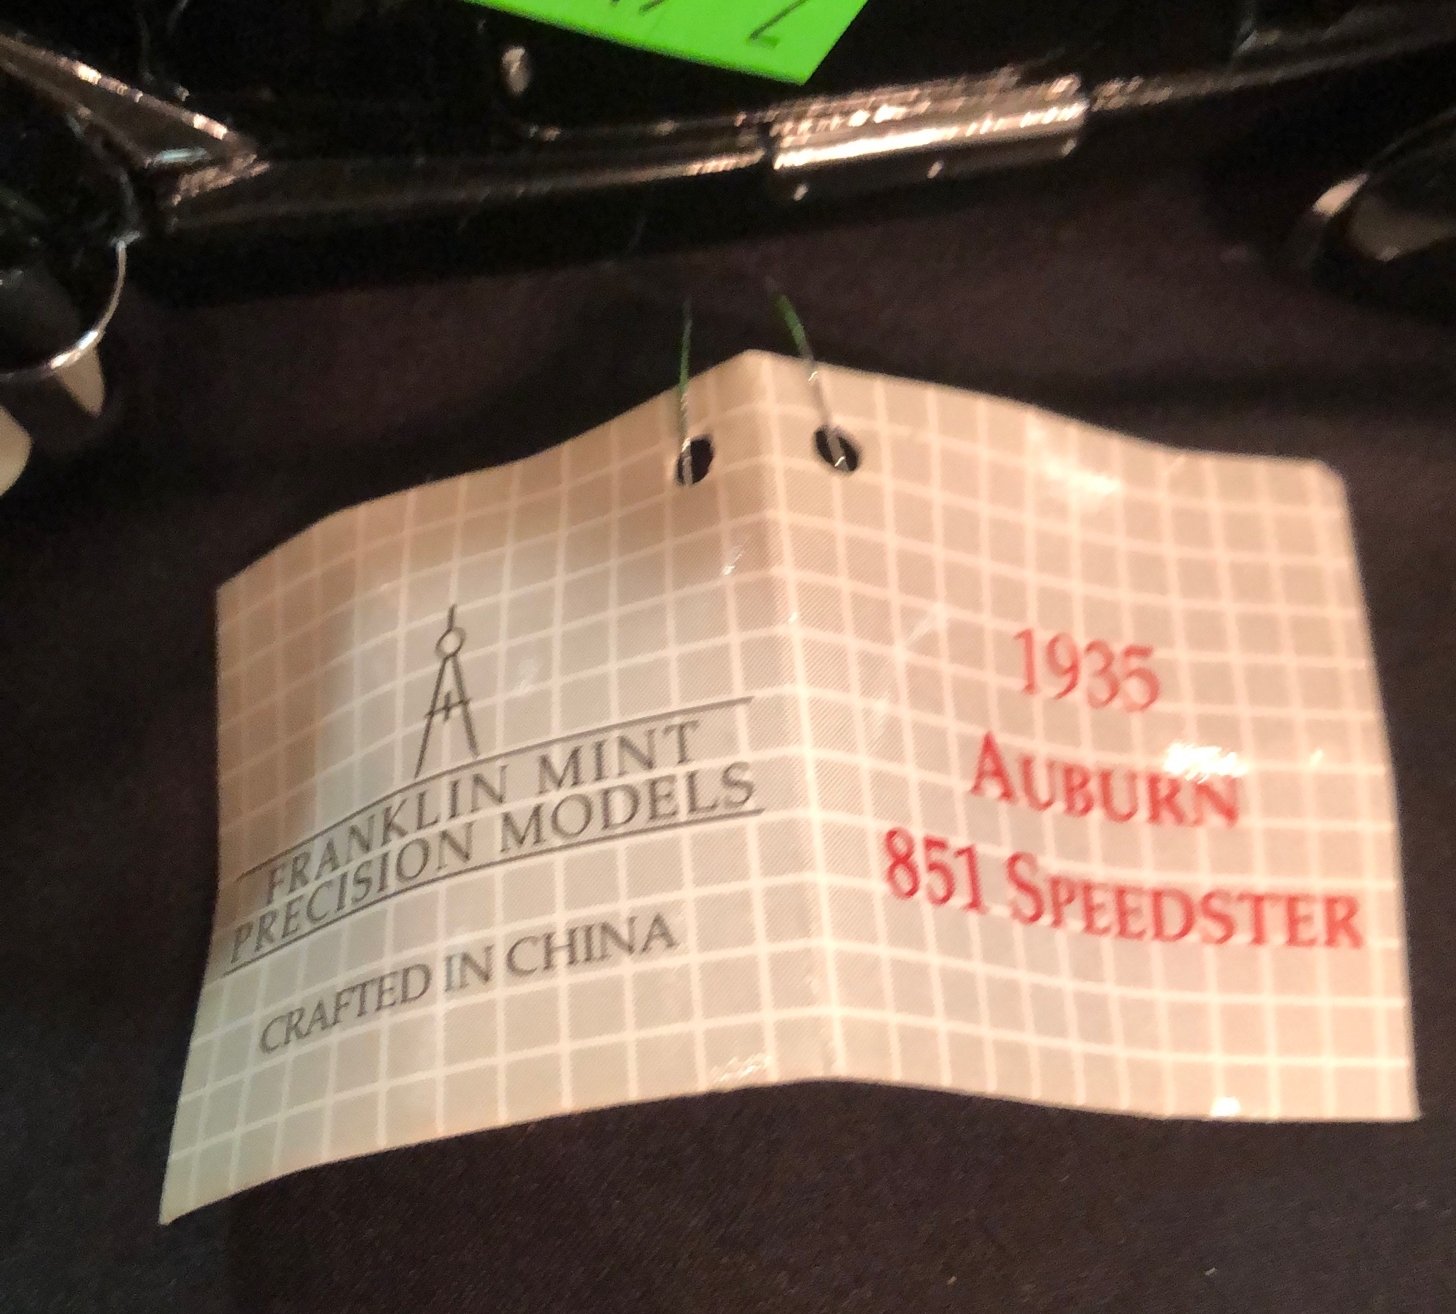 FRANKLIN MINT
PRECISION MODELS
CRAFTED IN CHINA
1935
AUBURN
851 SPEEDSTER